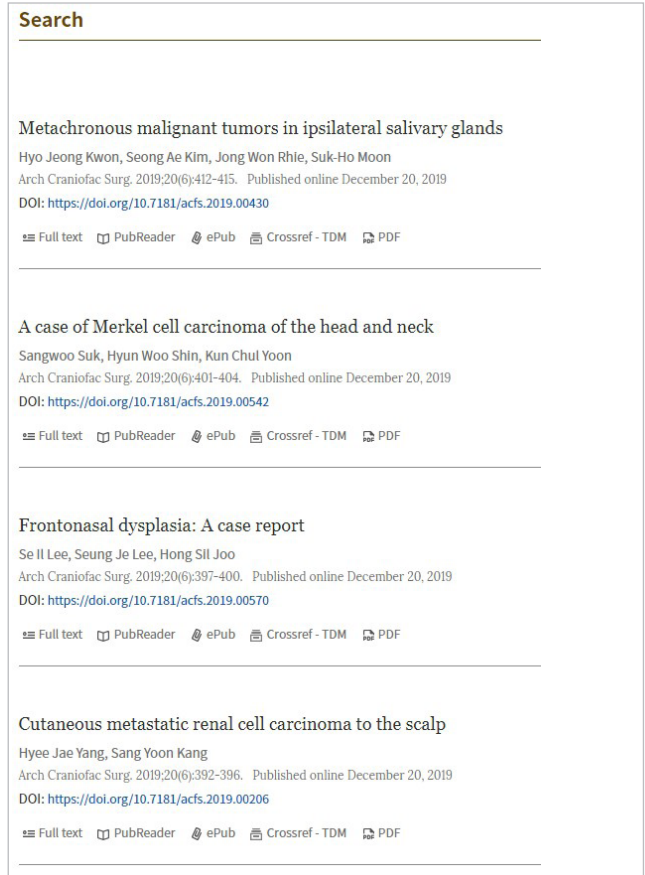 Search
Metachronous malignant tumors in ipsilateral salivary glands
Hyo Jeong Kwon, Seong Ae Kim, Jong Won Rhie, Suk-Ho Moon
Arch Craniofac Surg. 2019;20(6):412-415. Published online December 20, 2019
DOI: https://doi.org/10.7181/acfs.2019.00430
Full text PubReader ePub Crossref - TDM PDF
A case of Merkel cell carcinoma of the head and neck
Sangwoo Suk, Hyun Woo Shin, Kun Chul Yoon
Arch Craniofac Surg. 2019;20(6):401-404. Published online December 20, 2019
DOI: https://doi.org/10.7181/acfs.2019.00542
Full text PubReader ePub Crossref - TDM PDF
Frontonasal dysplasia: A case report
Se Il Lee, Seung Je Lee, Hong Sil Joo
Arch Craniofac Surg. 2019;20(6):397-400. Published online December 20, 2019
DOI: https://doi.org/10.7181/acfs.2019.00570
Full text PubReader ePub Crossref - TDM PDF
Cutaneous metastatic renal cell carcinoma to the scalp
Hyee Jae Yang, Sang Yoon Kang
Arch Craniofac Surg. 2019;20(6):392-396. Published online December 20, 2019
DOI: https://doi.org/10.7181/acfs.2019.00206
Full text PubReader ePub Crossref - TDM PDF